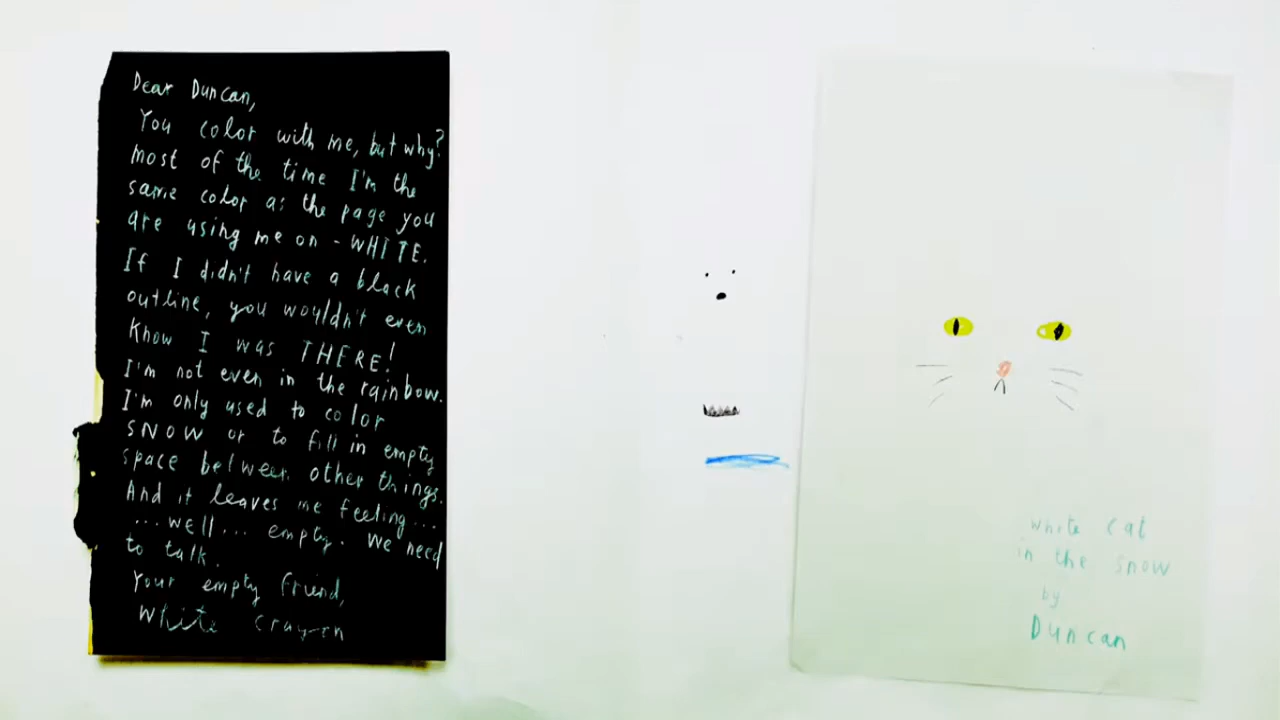 Dear Duncan,
You color with me, but why?
most of the time I'm the
same color as the page you
are using me on - WHITE.
If I didn't have a black
outline, you wouldn't even
Know I was THERE!
I'm not even in the rainbow.
I'm only used to color
SNOW or to fill in empty
space between other things.
And it leaves me feeling...
...well... empty. We need
to talk.
Your empty friend,
White crayon
white cat
in the snow
by
Duncan